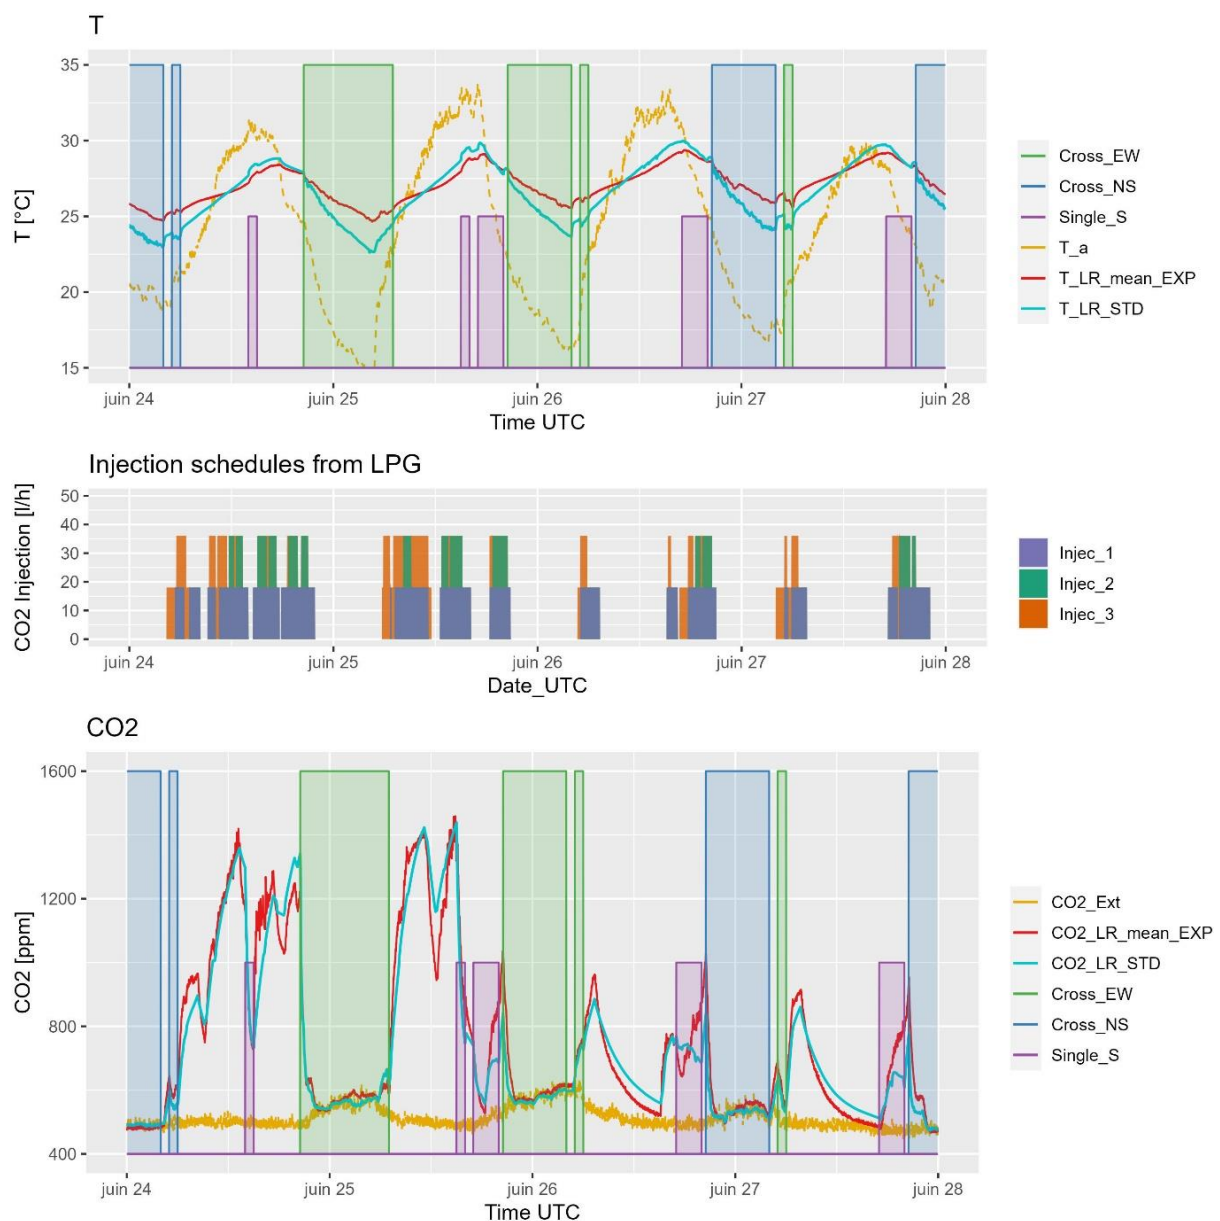 T
T [°C]
35
30
25
20
15
juin 24
juin 25
juin 26
juin 27
juin 28
Time UTC
Cross_EW
Cross_NS
Single_S
T_a
T_LR_mean_EXP
T_LR_STD
Injection schedules from LPG
CO2 Injection [l/h]
50
40
30
20
10
0
juin 24
juin 25
juin 26
juin 27
juin 28
Date_UTC
Injec_1
Injec_2
Injec_3
CO2
CO2 [ppm]
1600
1200
800
400
juin 24
juin 25
juin 26
juin 27
juin 28
Time UTC
CO2_Ext
CO2_LR_mean_EXP
CO2_LR_STD
Cross_EW
Cross_NS
Single_S